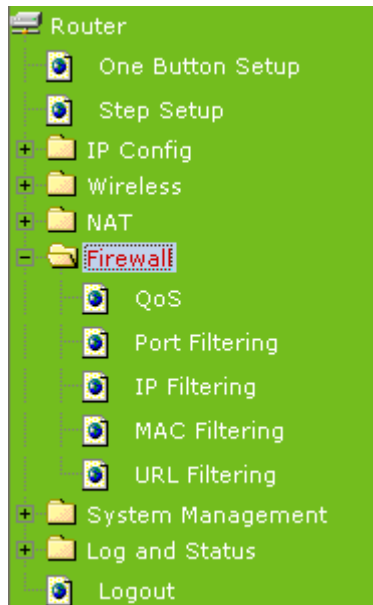 Router
One Button Setup
Step Setup
IP Config
Wireless
NAT
Firewall
QoS
Port Filtering
IP Filtering
MAC Filtering
URL Filtering
System Management
Log and Status
Logout